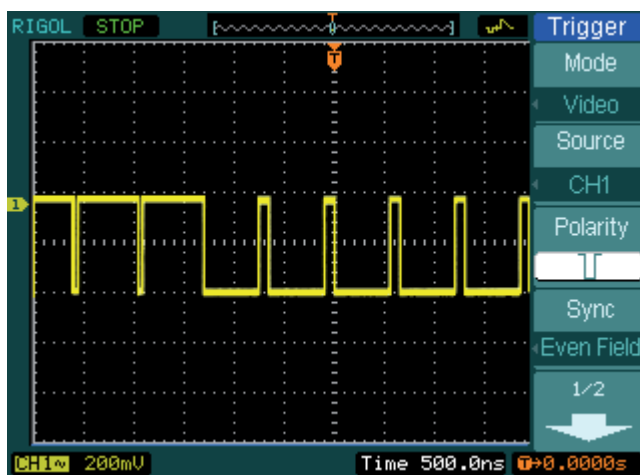 RIGOL STOP
T
T
1
Trigger
Mode
Video
Source
CH1
Polarity
Sync
Even Field
1/2
CH1~ 200mV Time 500.0ns T→0.0000s